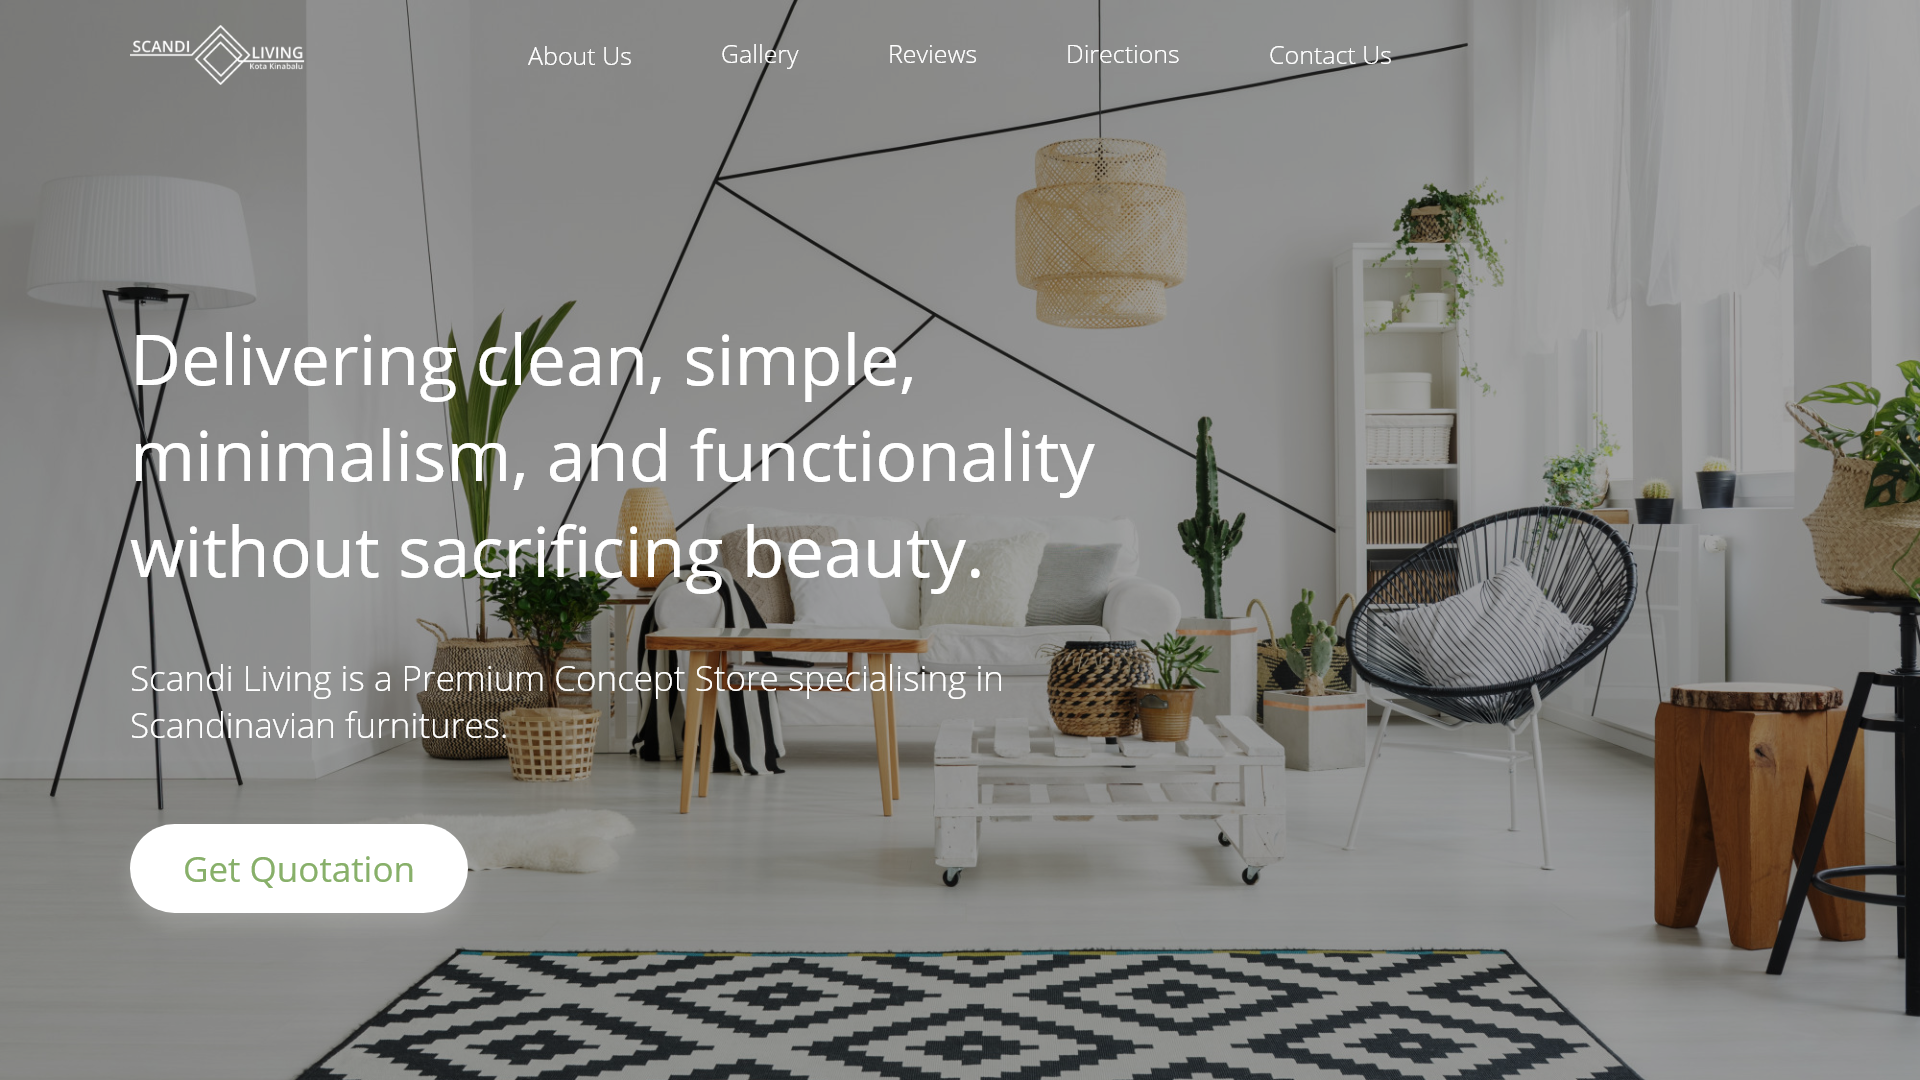 SCANDI
LIVING
Kota Kinabalu
About Us
Gallery
Reviews
Directions
Contact Us
Delivering clean, simple,
minimalism, and functionality
without sacrificing beauty.
Scandi Living is a Premium Concept Store specialising in
Scandinavian furnitures.
Get Quotation